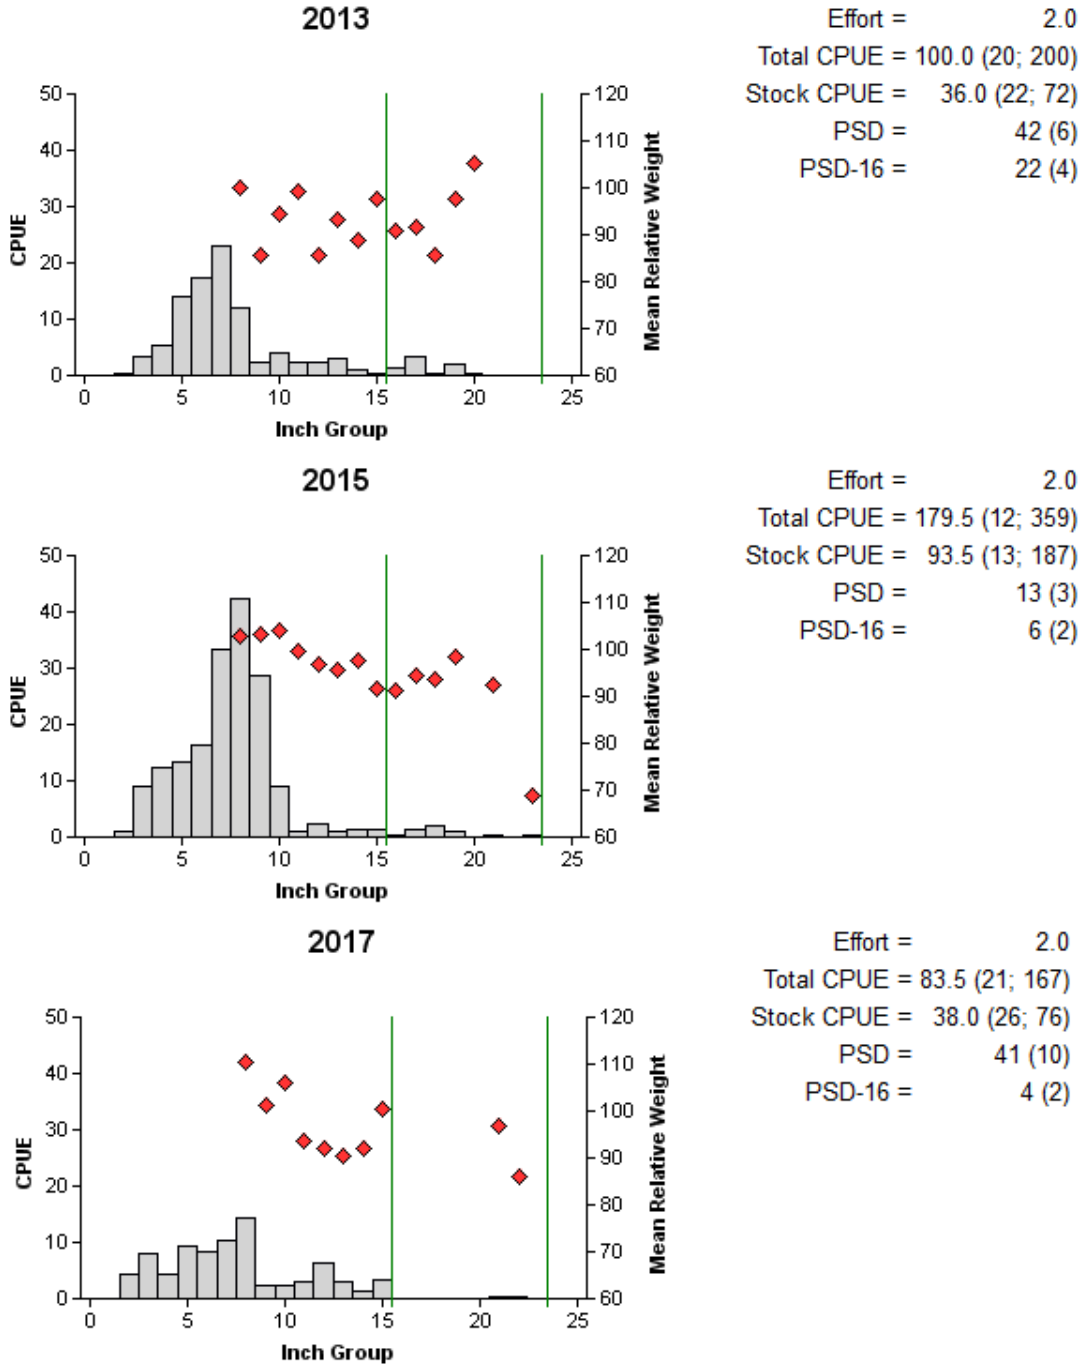 2013
Effort = 2.0
Total CPUE = 100.0 (20; 200)
Stock CPUE = 36.0 (22; 72)
PSD = 42 (6)
PSD-16 = 22 (4)
50
40
30
20
10
0
CPUE
120
110
100
90
80
70
60
Mean Relative Weight
0 5 10 15 20 25
Inch Group
2015
Effort = 2.0
Total CPUE = 179.5 (12; 359)
Stock CPUE = 93.5 (13; 187)
PSD = 13 (3)
PSD-16 = 6 (2)
50
40
30
20
10
0
CPUE
120
110
100
90
80
70
60
Mean Relative Weight
0 5 10 15 20 25
Inch Group
2017
Effort = 2.0
Total CPUE = 83.5 (21; 167)
Stock CPUE = 38.0 (26; 76)
PSD = 41 (10)
PSD-16 = 4 (2)
50
40
30
20
10
0
CPUE
120
110
100
90
80
70
60
Mean Relative Weight
0 5 10 15 20 25
Inch Group